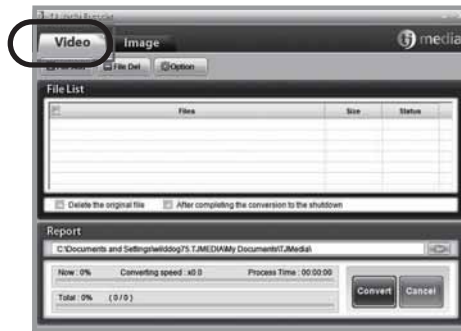 Video Image
media
File Del Option
File List
Files Size Status
Delete the original file After completing the conversion to the shutdown
Report
C:\Documents and Settings\wilddog75.TJMEDIA\My Documents\TJMedia\
Now : 0% Converting speed : x0.0 Process Time : 00:00:00
Total : 0% ( 0 / 0 )
Convert Cancel